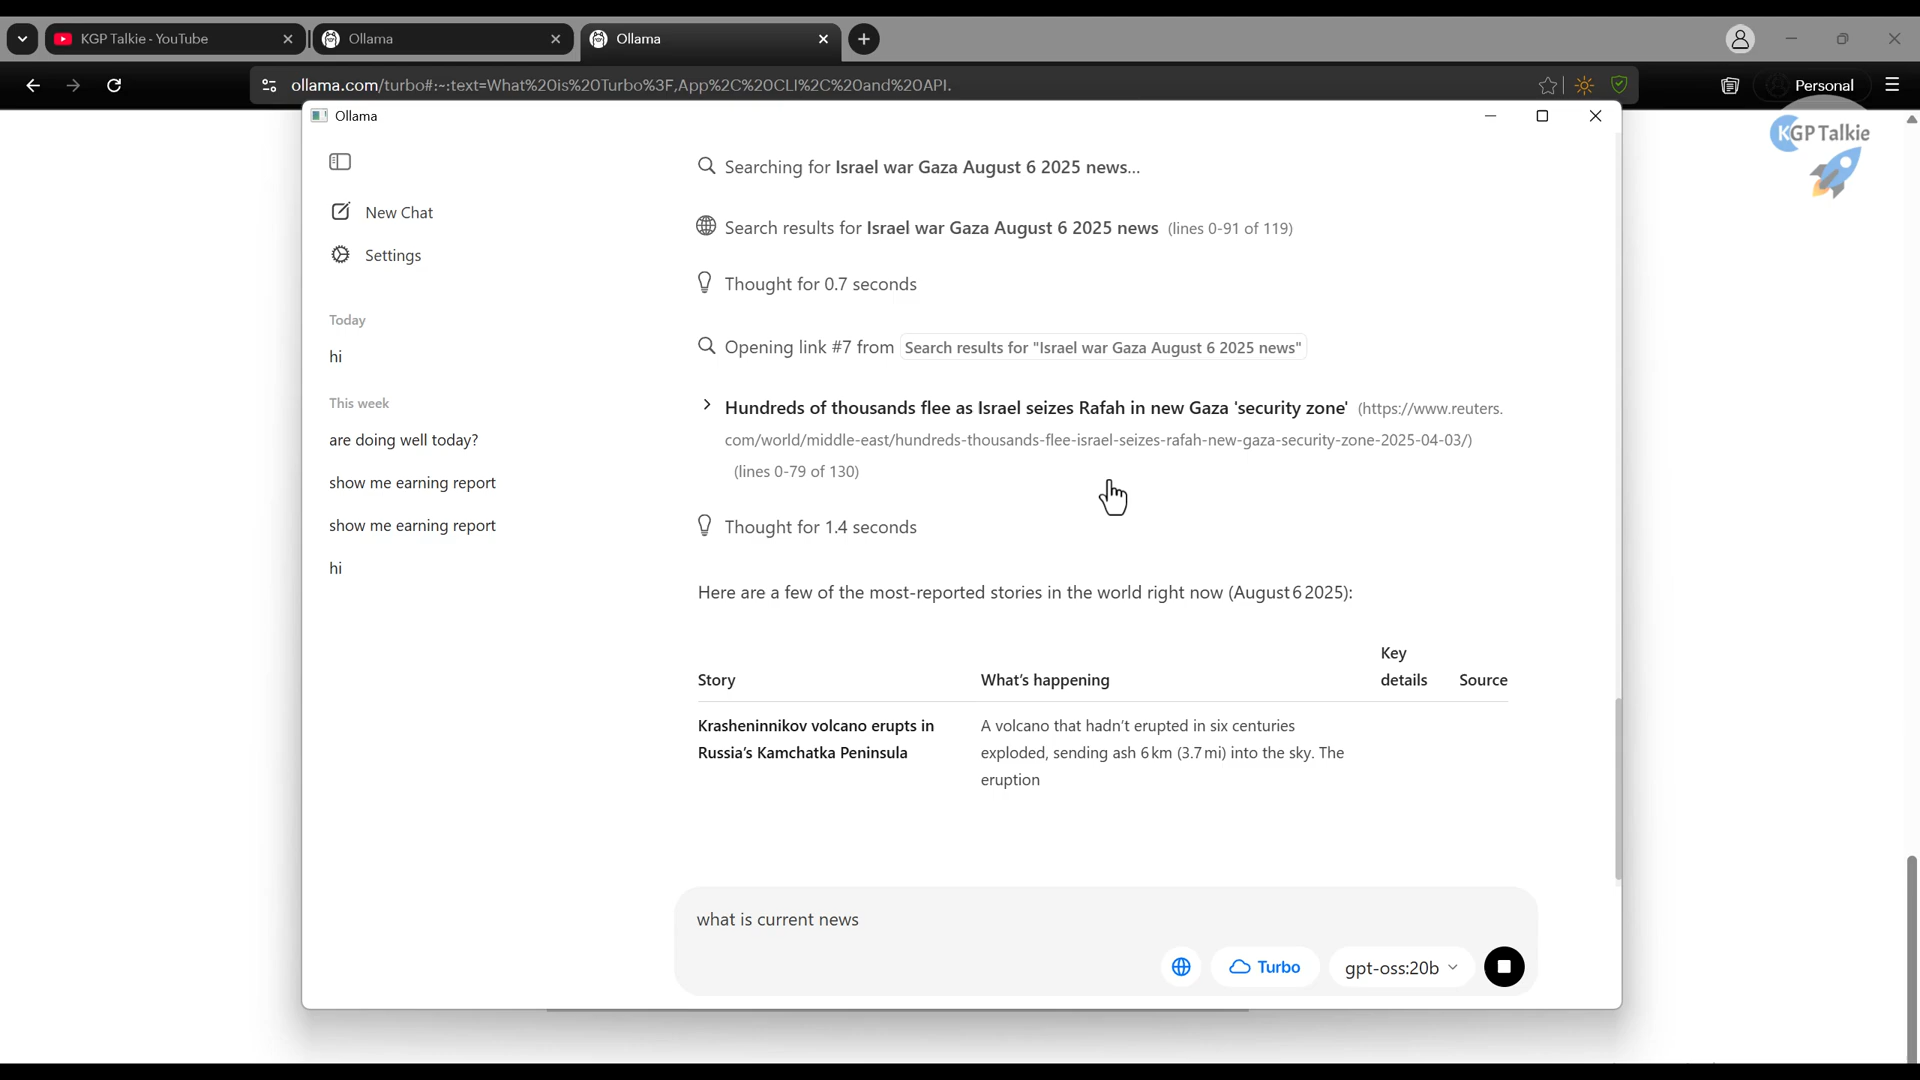 KGP Talkie - YouTube
Ollama
Ollama
ollama.com/turbo#:~:text=What%20is%20Turbo%3F,App%2C%20CLI%2C%20and%20API.
Personal
KGP Talkie
Ollama
New Chat
Settings
Today
hi
This week
are doing well today?
show me earning report
show me earning report
hi
Searching for Israel war Gaza August 6 2025 news...
Search results for Israel war Gaza August 6 2025 news (lines 0-91 of 119)
Thought for 0.7 seconds
Opening link #7 from Search results for "Israel war Gaza August 6 2025 news"
Hundreds of thousands flee as Israel seizes Rafah in new Gaza 'security zone' (https://www.reuters.
com/world/middle-east/hundreds-thousands-flee-israel-seizes-rafah-new-gaza-security-zone-2025-04-03/)
(lines 0-79 of 130)
Thought for 1.4 seconds
Here are a few of the most-reported stories in the world right now (August 6 2025):
Story What's happening Key details Source
Krasheninnikov volcano erupts in
Russia's Kamchatka Peninsula
A volcano that hadn't erupted in six centuries
exploded, sending ash 6 km (3.7 mi) into the sky. The
eruption
what is current news
Turbo
gpt-oss:20b